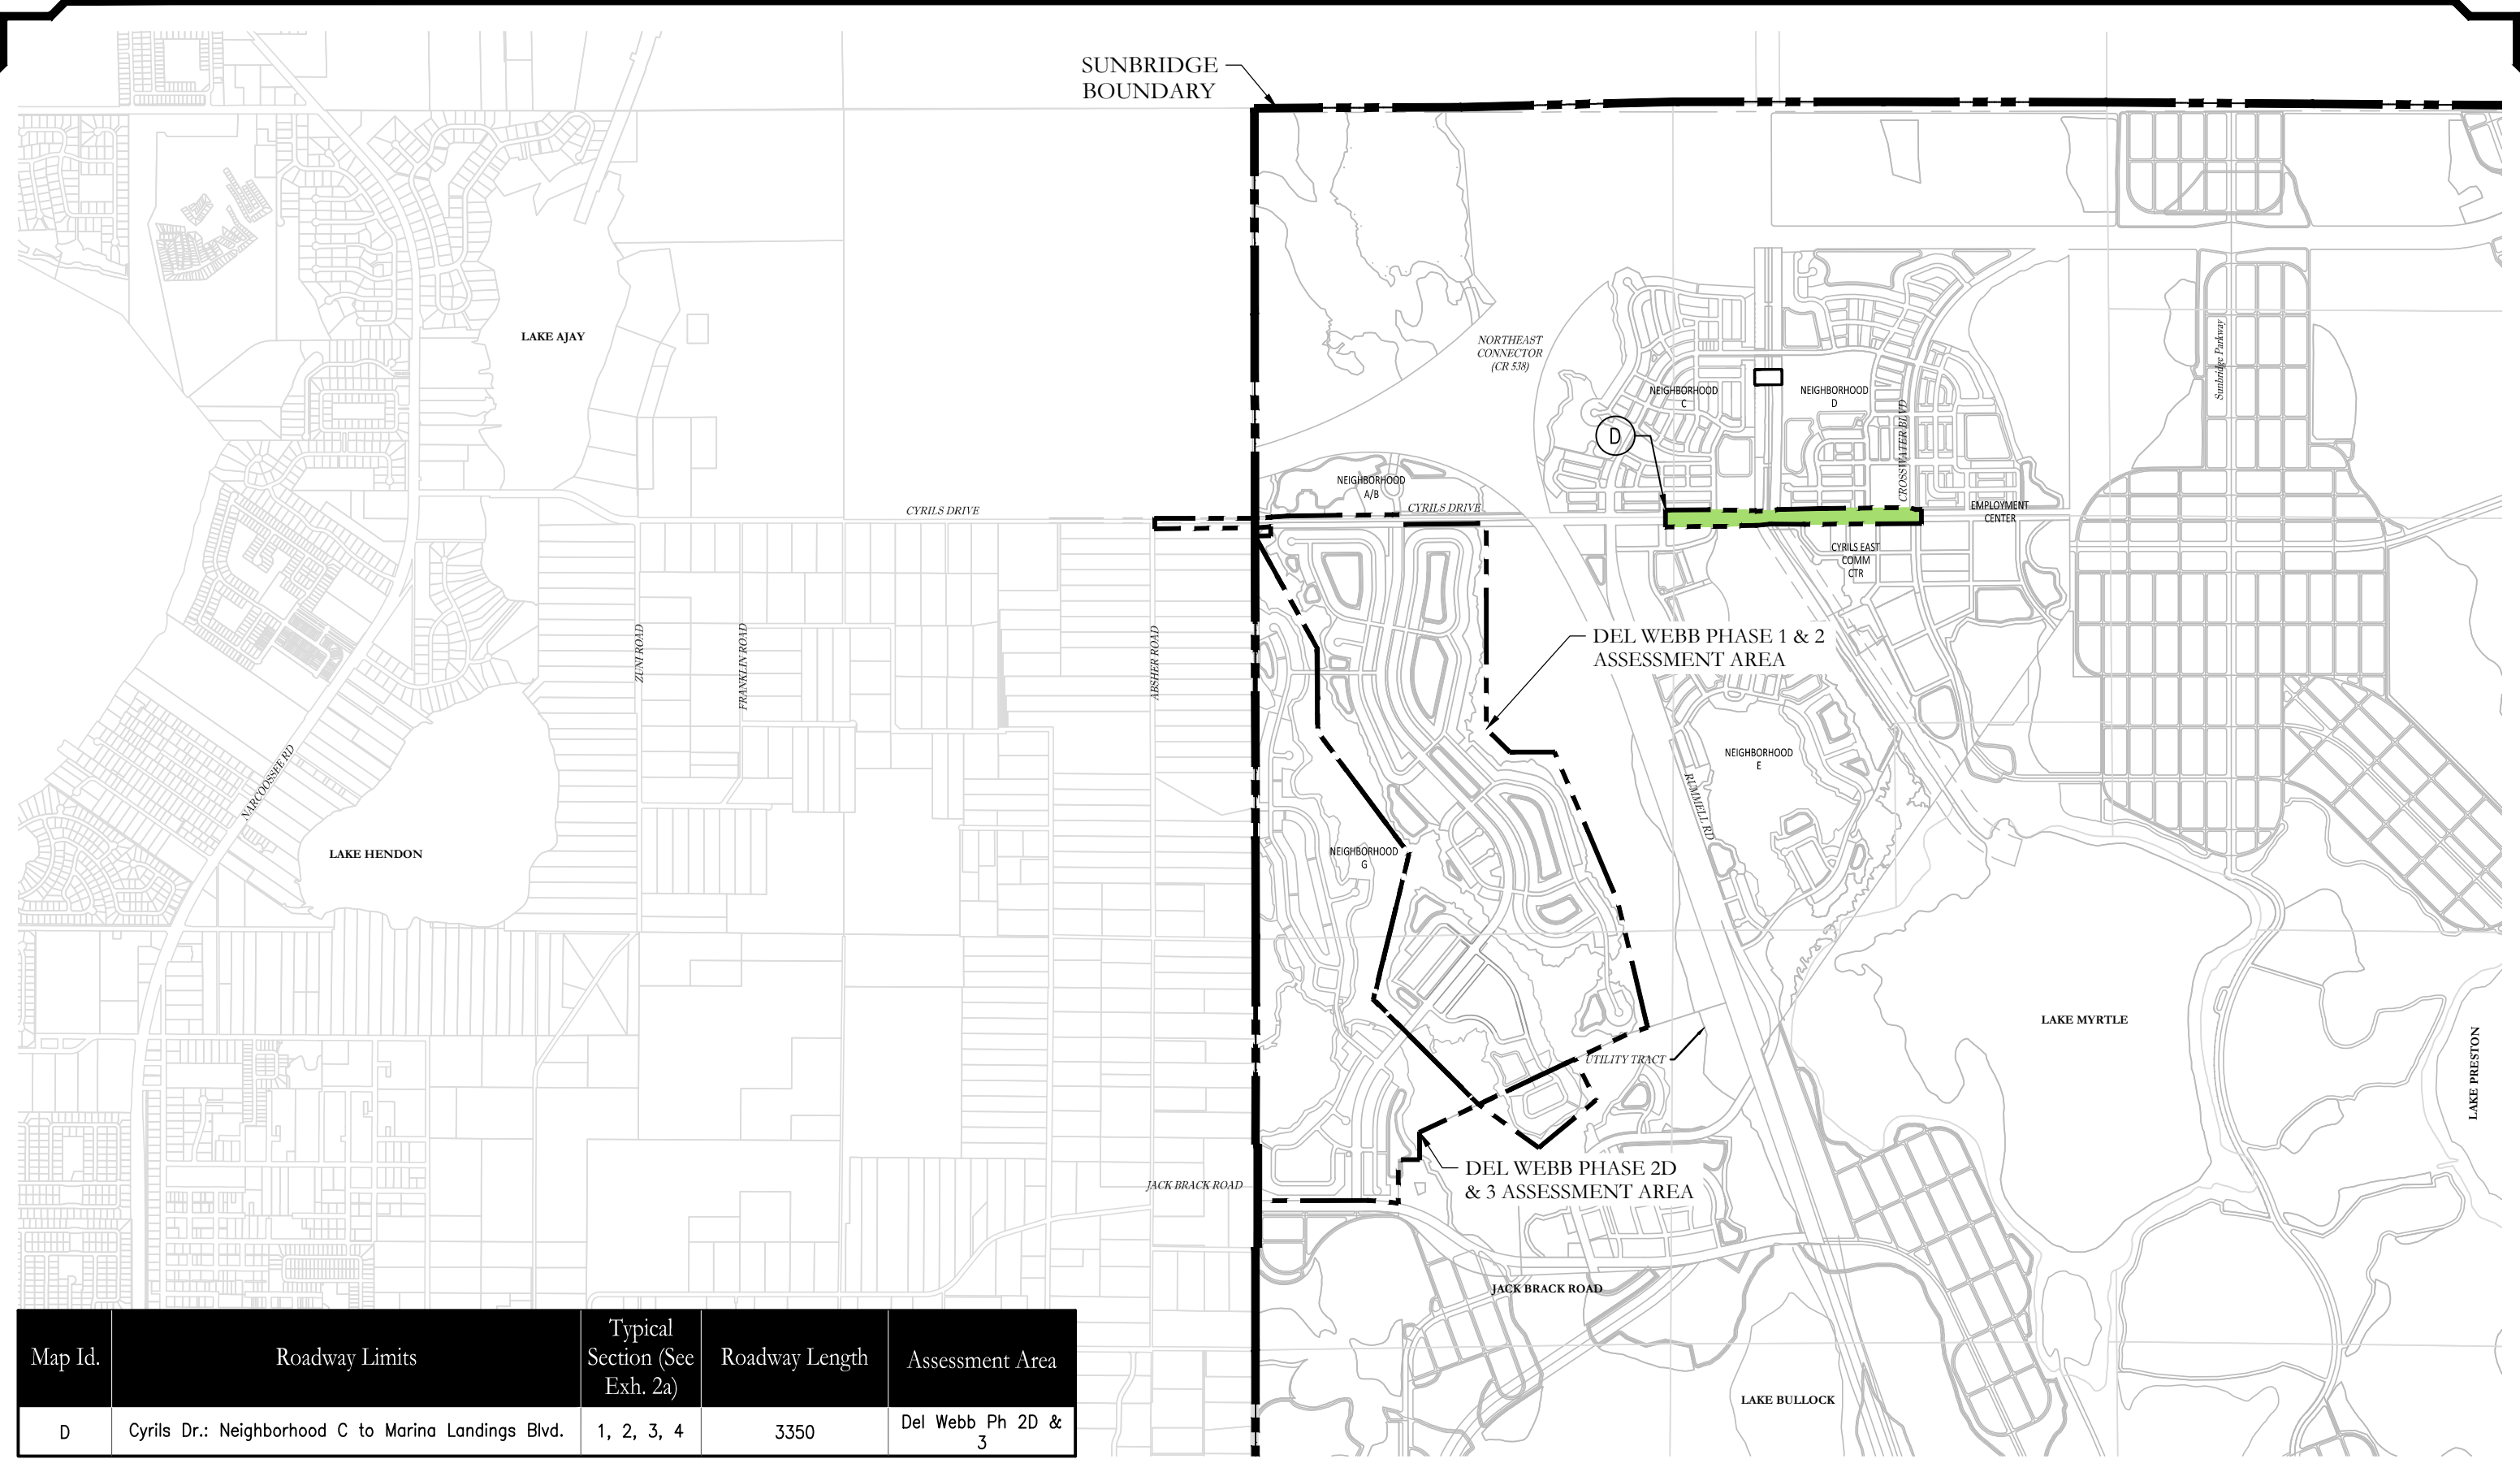 SUNBRIDGE
BOUNDARY
LAKE AJAY
NORTHEAST
CONNECTOR
(CR 538)
Sunbridge Parkway
NEIGHBORHOOD
C
NEIGHBORHOOD
D
CROSSWATER BLVD
D
NEIGHBORHOOD
A/B
CYRILS DRIVE
CYRILS DRIVE
EMPLOYMENT
CENTER
CYRILS EAST
COMM
CTR
ZUNI ROAD
FRANKLIN ROAD
ABSHER ROAD
DEL WEBB PHASE 1 & 2
ASSESSMENT AREA
NARCOOSSEE RD
NEIGHBORHOOD
E
RUMMELL RD
LAKE HENDON
NEIGHBORHOOD
G
LAKE MYRTLE
LAKE PRESTON
UTILITY TRACT
DEL WEBB PHASE 2D
& 3 ASSESSMENT AREA
JACK BRACK ROAD
JACK BRACK ROAD
LAKE BULLOCK
Map Id.
Roadway Limits
Typical
Section (See
Exh. 2a)
Roadway Length
Assessment Area
D
Cyrils Dr.: Neighborhood C to Marina Landings Blvd.
1, 2, 3, 4
3350
Del Webb Ph 2D &
3